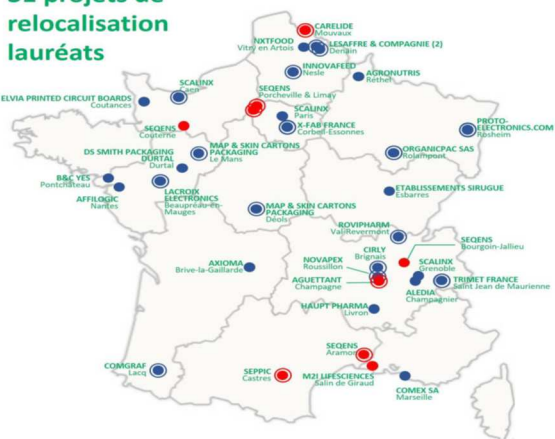 projets de
relocalisation
lauréats
CARELIDE
Mouvaux
NXTFOOD
Vitry en Artois
LESAFFRE & COMPAGNIE (2)
Denain
INNOVAFEED
Nesle
AGRONUTRIS
Rethel
SCALINX
Caen
SEQENS
Porcheville & Limay
ELVIA PRINTED CIRCUIT BOARDS
Coutances
SCALINX
Paris
X-FAB FRANCE
Corbeil-Essonnes
PROTO-
ELECTRONICS.COM
Rosheim
SEQENS
Couterne
MAP & SKIN CARTONS
PACKAGING
Le Mans
ORGANICPAC SAS
Rolampont
DS SMITH PACKAGING
DURTAL
Durtal
B&C YES
Pontchateau
AFFILOGIC
Nantes
LACROIX
ELECTRONICS
Beaupréau-En-
Mauges
ETABLISSEMENTS SIRUGUE
Esbarres
MAP & SKIN CARTONS
PACKAGING
Déols
ROVIPHARM
Val-Revermont
SEQENS
Bourgoin-Jallieu
CIRLY
Brignais
NOVAPEX
Roussillon
SCALINX
Grenoble
AXIOMA
Brive-la-Gaillarde
AGUETTANT
Champagne
TRIMET FRANCE
Saint Jean de Maurienne
ALEDIA
Champagnier
HAUPT PHARMA
Livron
SEQENS
Aramon
COMGRAF
Lacq
SEPPIC
Castres
M2I LIFESCIENCES
Salin de Giraud
COMEX SA
Marseille